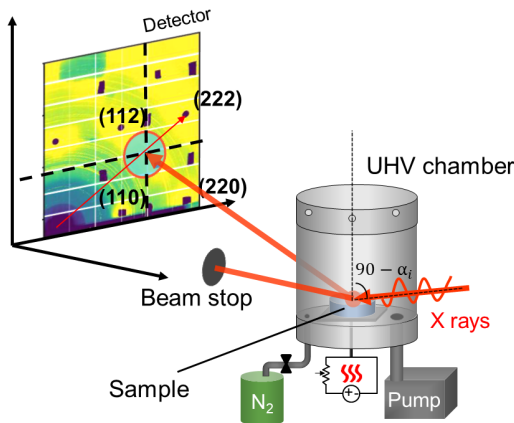 Detector
(112)
(222)
(110)
(220)
UHV chamber
90 − αᵢ
Beam stop
X rays
Sample
N₂
Pump